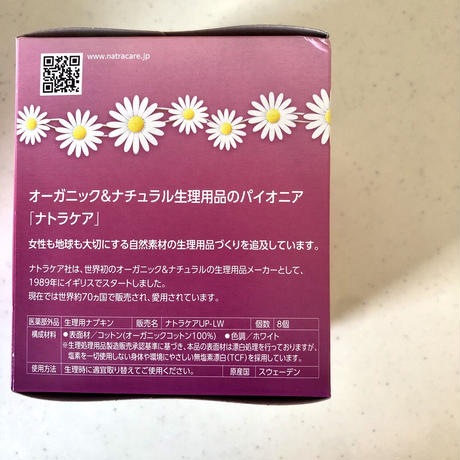 www.natracare.jp
オーガニック&ナチュラル生理用品のパイオニア
「ナトラケア」
女性も地球も大切にする自然素材の生理用品づくりを追及しています。
ナトラケア社は、世界初のオーガニック&ナチュラルの生理用品メーカーとして、
1989年にイギリスでスタートしました。
現在では世界約70ヵ国で販売され、愛用されています。
医薬部外品 生理用ナプキン 販売名 ナトラケアUP-LW 個数 8個
構成材料 ●表面材/コットン(オーガニックコットン100%) ●色調/ホワイト
※生理処理用品製造販売承認基準に基づき、本品の表面材は漂白処理を行っておりますが、
塩素を一切使用しない身体や環境にやさしい無塩素漂白(TCF)を採用しています。
使用方法 生理時に適宜取り替えてご使用ください。 原産国 スウェーデン